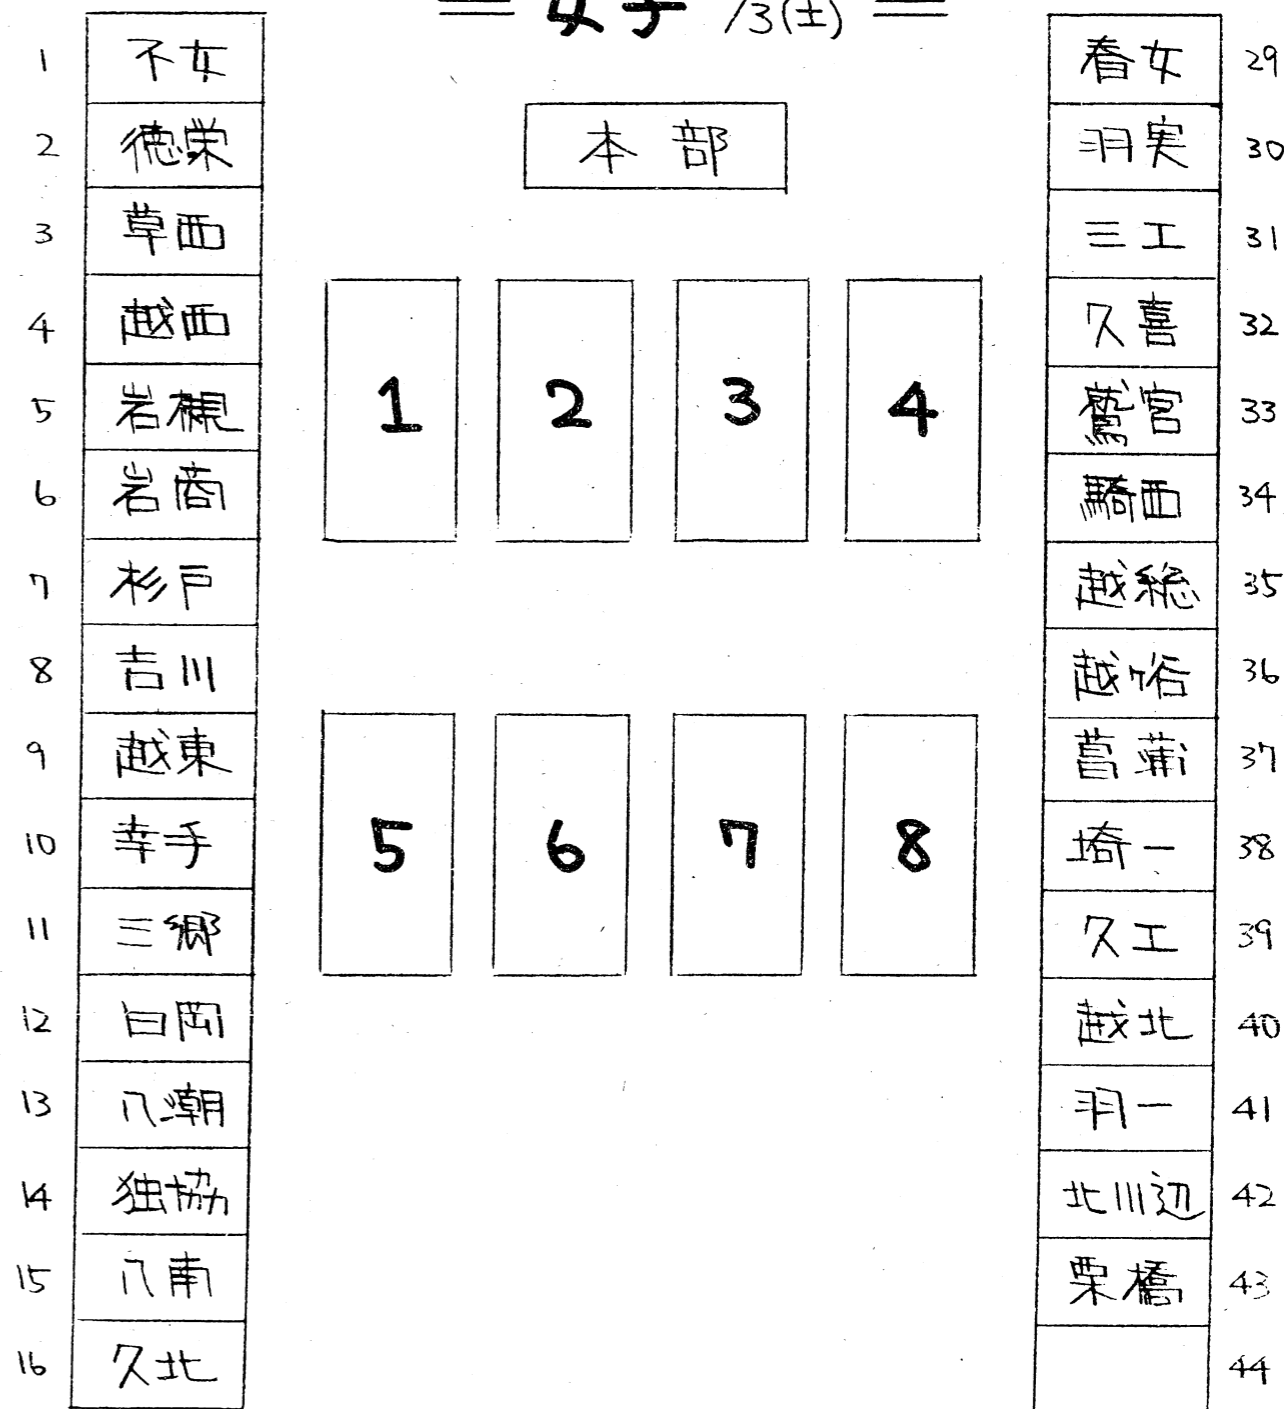 女子 /3(土)
本部
1 不女
2 徳栄
3 草西
4 越西
5 岩槻
6 岩商
7 杉戸
8 吉川
9 越東
10 幸手
11 三郷
12 白岡
13 八潮
14 独協
15 八南
16 久北
1 2 3 4
5 6 7 8
春女 29
羽実 30
三工 31
久喜 32
鷲宮 33
騎西 34
越総 35
越谷 36
菖蒲 37
埼一 38
久工 39
越北 40
羽一 41
北川辺 42
栗橋 43
44